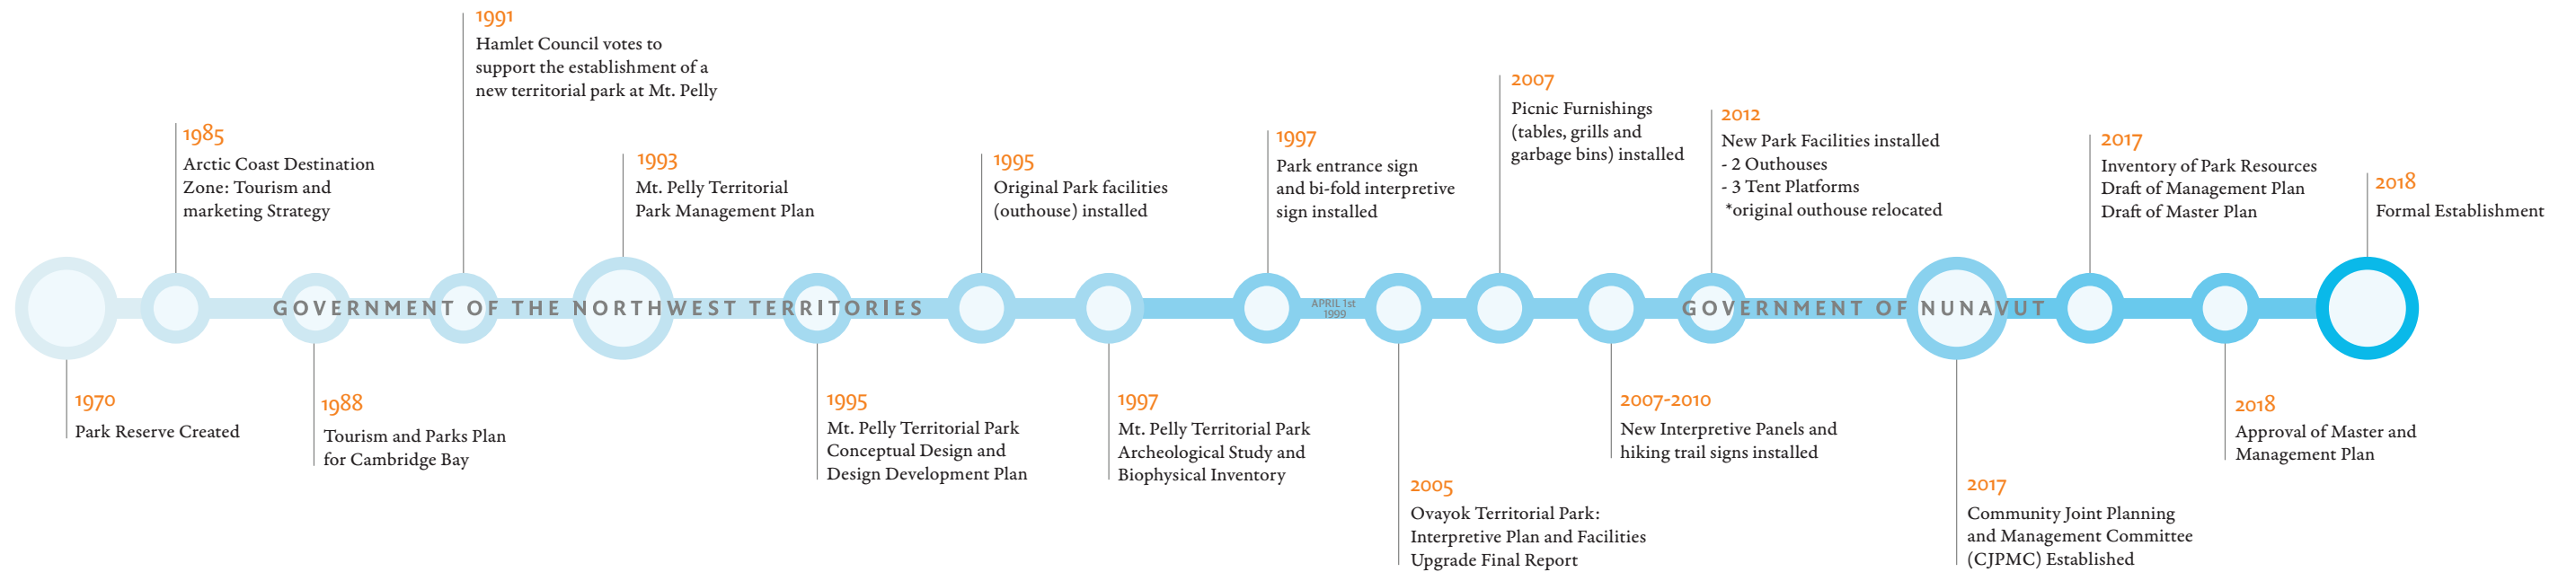 1991
Hamlet Council votes to
support the establishment of a
new territorial park at Mt. Pelly
1985
Arctic Coast Destination
Zone: Tourism and
marketing Strategy
1993
Mt. Pelly Territorial
Park Management Plan
1995
Original Park facilities
(outhouse) installed
1997
Park entrance sign
and bi-fold interpretive
sign installed
2007
Picnic Furnishings
(tables, grills and
garbage bins) installed
2012
New Park Facilities installed
- 2 Outhouses
- 3 Tent Platforms
*original outhouse relocated
2017
Inventory of Park Resources
Draft of Management Plan
Draft of Master Plan
2018
Formal Establishment
GOVERNMENT OF THE NORTHWEST TERRITORIES
APRIL 1st
1999
GOVERNMENT OF NUNAVUT
1970
Park Reserve Created
1988
Tourism and Parks Plan
for Cambridge Bay
1995
Mt. Pelly Territorial Park
Conceptual Design and
Design Development Plan
1997
Mt. Pelly Territorial Park
Archeological Study and
Biophysical Inventory
2005
Ovayok Territorial Park:
Interpretive Plan and Facilities
Upgrade Final Report
2007-2010
New Interpretive Panels and
hiking trail signs installed
2017
Community Joint Planning
and Management Committee
(CJPMC) Established
2018
Approval of Master and
Management Plan